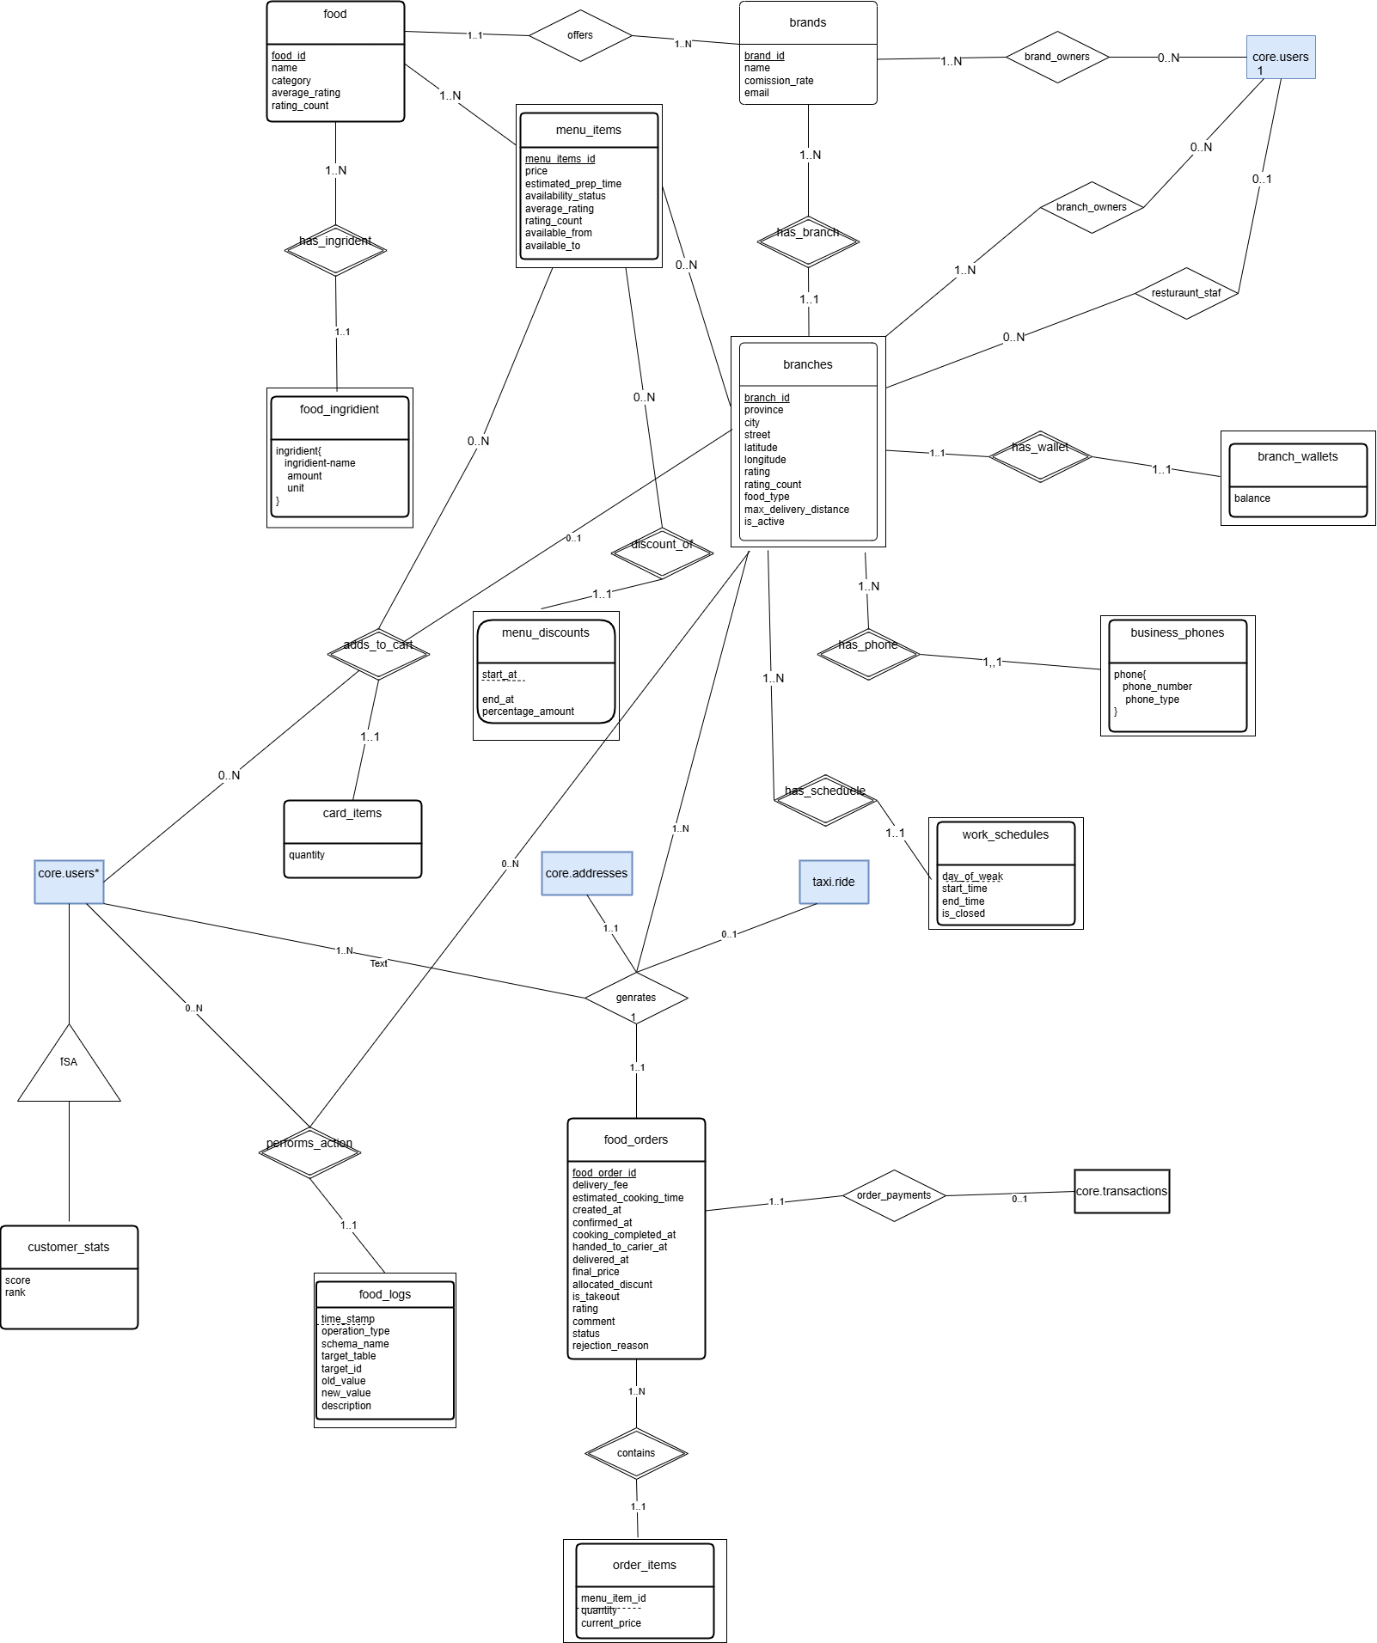 food
food_id
name
category
average_rating
rating_count
1..1
offers
1..N
brands
brand_id
name
comission_rate
email
1..N
brand_owners
0..N
core.users
1
1..N
menu_items
menu_items_id
price
estimated_prep_time
availability_status
average_rating
rating_count
available_from
available_to
1..N
has_ingrident
1..1
food_ingridient
ingridient{
ingridient-name
amount
unit
}
1..N
has_branch
1..1
0..N
0..N
branch_owners
1..N
0..1
resturaunt_staf
0..N
branches
branch_id
province
city
street
latitude
longitude
rating
rating_count
food_type
max_delivery_distance
is_active
1..1
has_wallet
1..1
branch_wallets
balance
0..N
0..N
0..1
discount_of
1..1
menu_discounts
start_at
end_at
percentage_amount
adds_to_cart
1..1
0..N
card_items
quantity
1..N
has_phone
1,,1
business_phones
phone{
phone_number
phone_type
}
1..N
has_scheduele
1..1
work_schedules
day_of_weak
start_time
end_time
is_closed
1..N
0..N
core.users*
core.addresses
taxi.ride
1..1
0..1
1..N
Text
genrates
1
0..N
1..1
ISA
performs_action
1..1
customer_stats
score
rank
food_logs
time_stamp
operation_type
schema_name
target_table
target_id
old_value
new_value
description
food_orders
food_order_id
delivery_fee
estimated_cooking_time
created_at
confirmed_at
cooking_completed_at
handed_to_carier_at
delivered_at
final_price
allocated_discunt
is_takeout
rating
comment
status
rejection_reason
1..1
order_payments
0..1
core.transactions
1..N
contains
1..1
order_items
menu_item_id
quantity
current_price